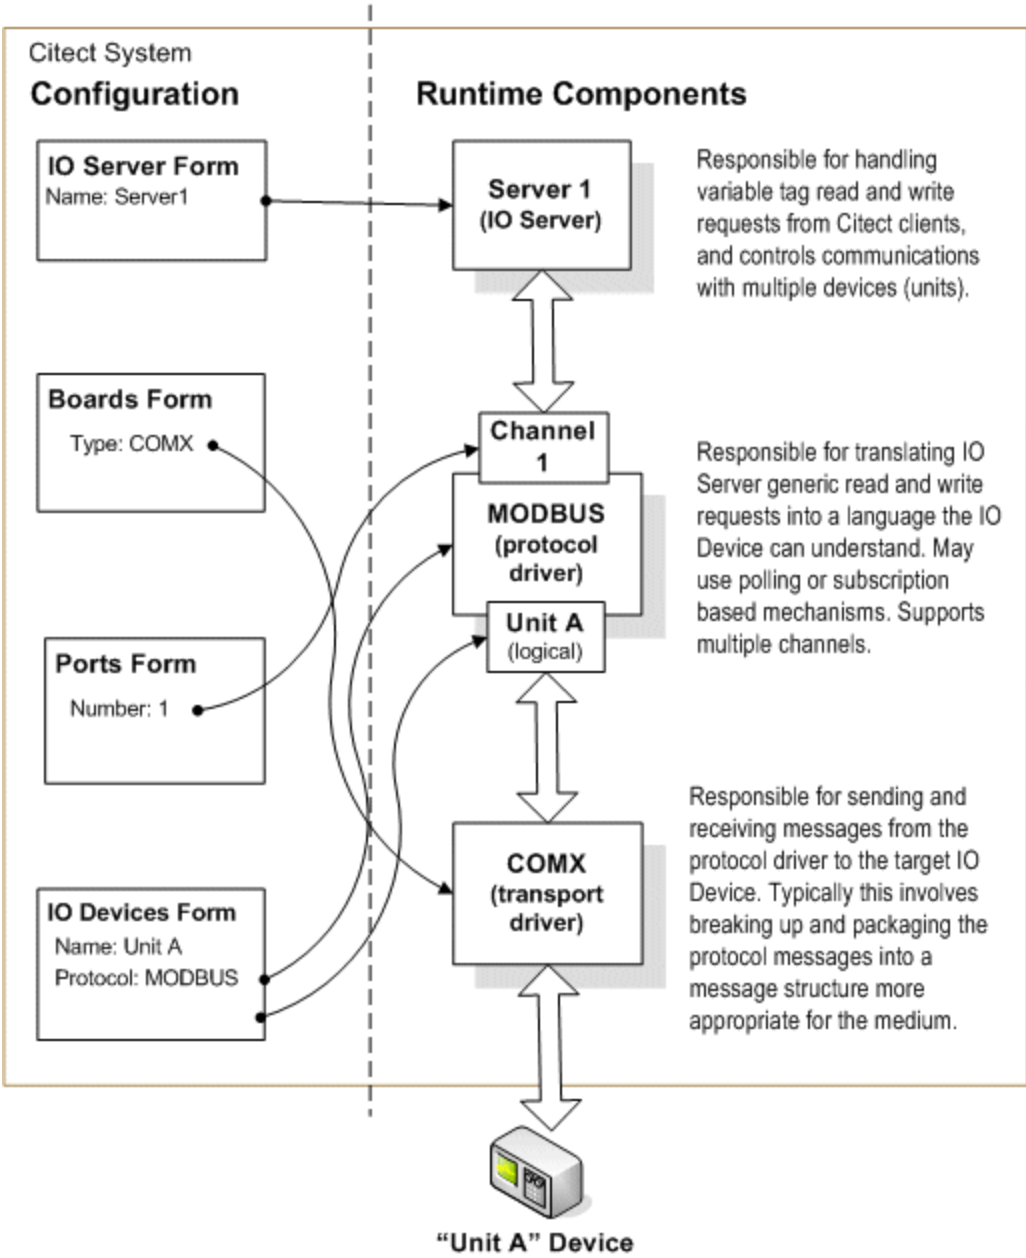 Citect System
Configuration
Runtime Components
IO Server Form
Name: Server1
Server 1
(IO Server)
Responsible for handling
variable tag read and write
requests from Citect clients,
and controls communications
with multiple devices (units).
Boards Form
Type: COMX
Channel
1
MODBUS
(protocol
driver)
Unit A
(logical)
Responsible for translating IO
Server generic read and write
requests into a language the IO
Device can understand. May
use polling or subscription
based mechanisms. Supports
multiple channels.
Ports Form
Number: 1
COMX
(transport
driver)
Responsible for sending and
receiving messages from the
protocol driver to the target IO
Device. Typically this involves
breaking up and packaging the
protocol messages into a
message structure more
appropriate for the medium.
IO Devices Form
Name: Unit A
Protocol: MODBUS
“Unit A” Device